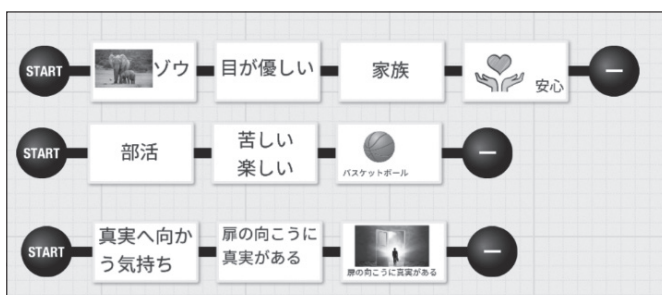 START ゾウ 目が優しい 家族 安心
START 部活 苦しい
楽しい バスケットボール
START 真実へ向か
う気持ち 扉の向こうに
真実がある 扉の向こうに真実がある